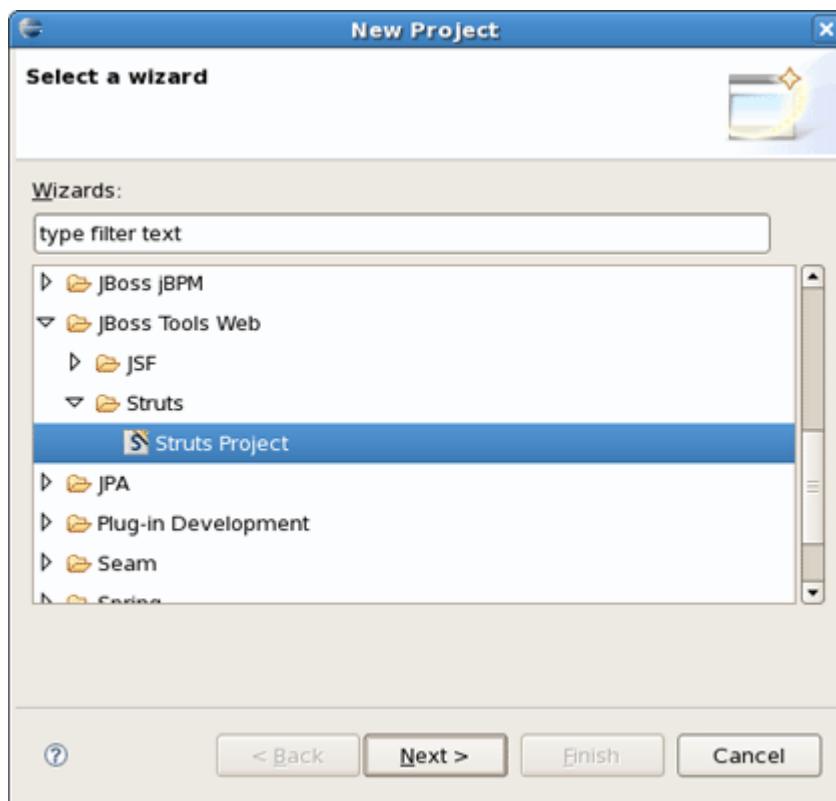 New Project
Select a wizard
Wizards:
type filter text
JBoss jBPM
JBoss Tools Web
JSF
Struts
Struts Project
JPA
Plug-in Development
Seam
Spring
< Back Next > Finish Cancel